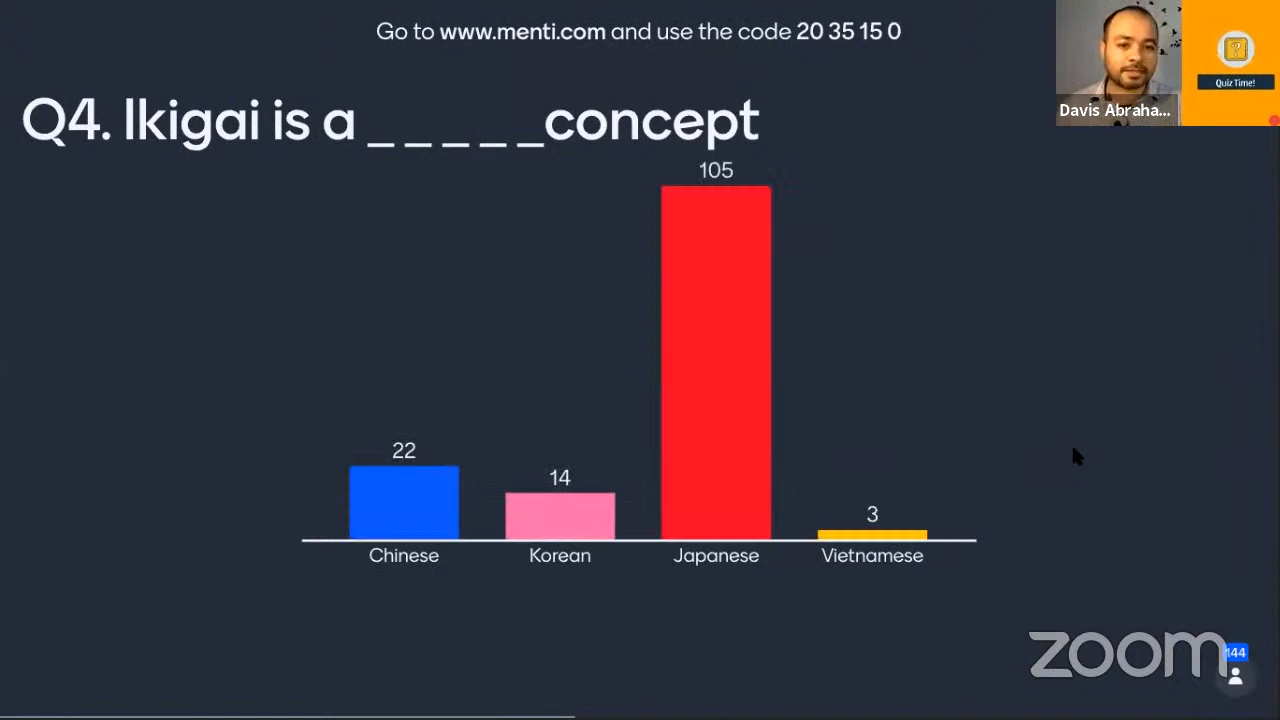 Go to www.menti.com and use the code 20 35 15 0
Quiz Time!
Davis Abraha...
Q4. Ikigai is a _ _ _ _ _ concept
105
22
14
3
Chinese Korean Japanese Vietnamese
zoom
144